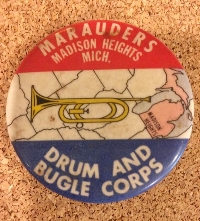 MARAUDERS
MADISON HEIGHTS,
MICH.
DRUM AND
BUGLE CORPS